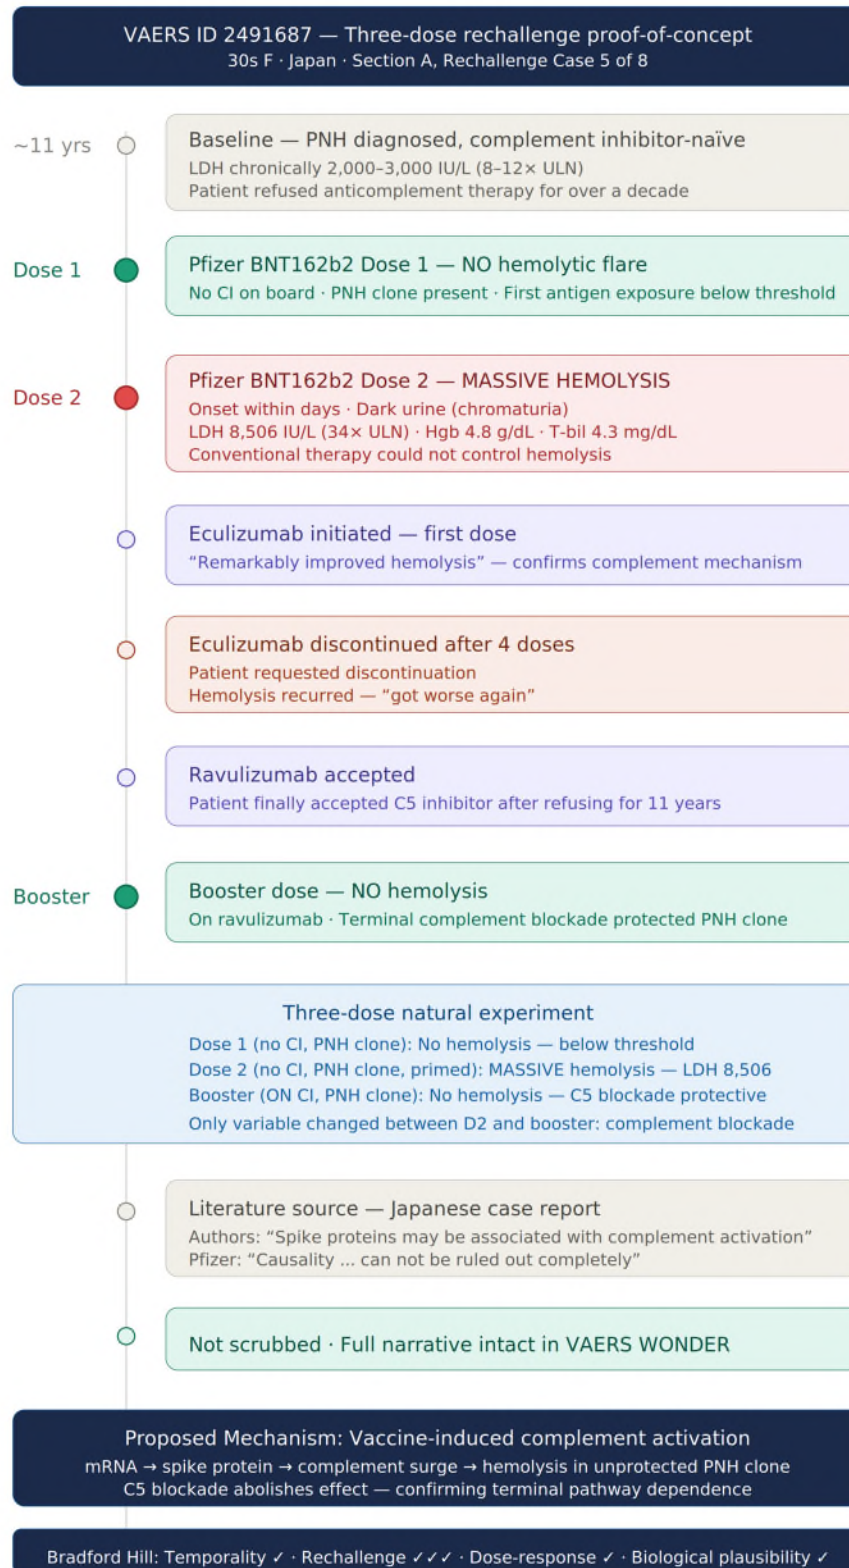 VAERS ID 2491687 — Three-dose rechallenge proof-of-concept
30s F · Japan · Section A, Rechallenge Case 5 of 8
~11 yrs
Baseline — PNH diagnosed, complement inhibitor-naïve
LDH chronically 2,000–3,000 IU/L (8–12× ULN)
Patient refused anticomplement therapy for over a decade
Dose 1
Pfizer BNT162b2 Dose 1 — NO hemolytic flare
No CI on board · PNH clone present · First antigen exposure below threshold
Dose 2
Pfizer BNT162b2 Dose 2 — MASSIVE HEMOLYSIS
Onset within days · Dark urine (chromaturia)
LDH 8,506 IU/L (34× ULN) · Hgb 4.8 g/dL · T-bil 4.3 mg/dL
Conventional therapy could not control hemolysis
Eculizumab initiated — first dose
“Remarkably improved hemolysis” — confirms complement mechanism
Eculizumab discontinued after 4 doses
Patient requested discontinuation
Hemolysis recurred — “got worse again”
Ravulizumab accepted
Patient finally accepted C5 inhibitor after refusing for 11 years
Booster
Booster dose — NO hemolysis
On ravulizumab · Terminal complement blockade protected PNH clone
Three-dose natural experiment
Dose 1 (no CI, PNH clone): No hemolysis — below threshold
Dose 2 (no CI, PNH clone, primed): MASSIVE hemolysis — LDH 8,506
Booster (ON CI, PNH clone): No hemolysis — C5 blockade protective
Only variable changed between D2 and booster: complement blockade
Literature source — Japanese case report
Authors: “Spike proteins may be associated with complement activation”
Pfizer: “Causality ... can not be ruled out completely”
Not scrubbed · Full narrative intact in VAERS WONDER
Proposed Mechanism: Vaccine-induced complement activation
mRNA → spike protein → complement surge → hemolysis in unprotected PNH clone
C5 blockade abolishes effect — confirming terminal pathway dependence
Bradford Hill: Temporality ✓ · Rechallenge ✓✓✓ · Dose-response ✓ · Biological plausibility ✓